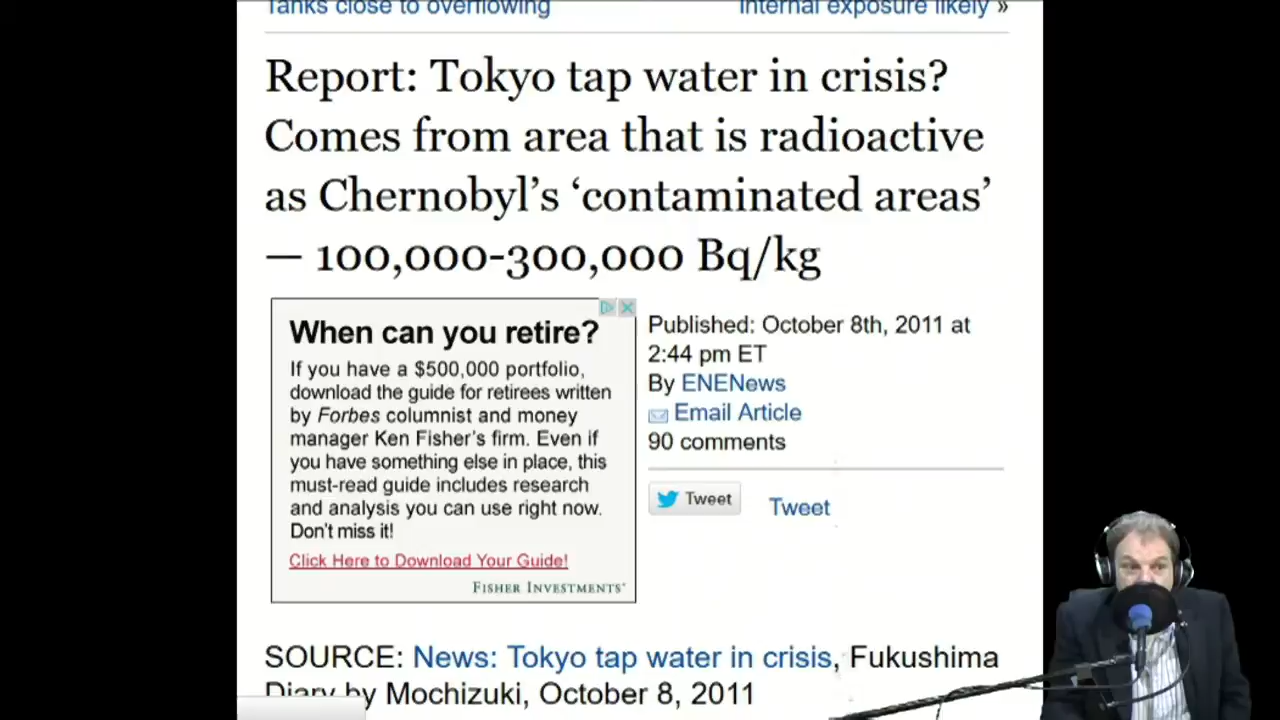 Tanks close to overflowing
Internal exposure likely »
Report: Tokyo tap water in crisis?
Comes from area that is radioactive
as Chernobyl’s ‘contaminated areas’
— 100,000-300,000 Bq/kg
When can you retire?
If you have a $500,000 portfolio,
download the guide for retirees written
by Forbes columnist and money
manager Ken Fisher’s firm. Even if
you have something else in place, this
must-read guide includes research
and analysis you can use right now.
Don’t miss it!
Click Here to Download Your Guide!
FISHER INVESTMENTS
Published: October 8th, 2011 at
2:44 pm ET
By ENENews
Email Article
90 comments
Tweet
Tweet
SOURCE: News: Tokyo tap water in crisis, Fukushima
Diary by Mochizuki, October 8, 2011